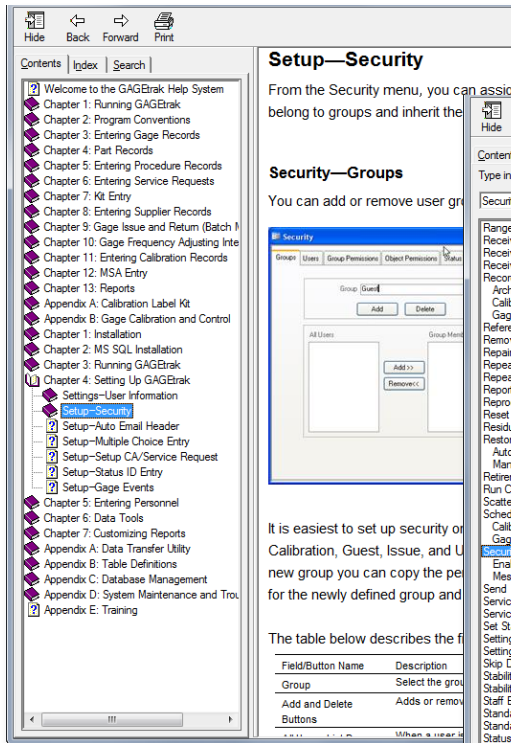 Hide Back Forward Print
Contents Index Search
Welcome to the GAGEtrak Help System
Chapter 1: Running GAGEtrak
Chapter 2: Program Conventions
Chapter 3: Entering Gage Records
Chapter 4: Part Records
Chapter 5: Entering Procedure Records
Chapter 6: Entering Service Requests
Chapter 7: Kit Entry
Chapter 8: Entering Supplier Records
Chapter 9: Gage Issue and Return (Batch
Chapter 10: Gage Frequency Adjusting Inte
Chapter 11: Entering Calibration Records
Chapter 12: MSA Entry
Chapter 13: Reports
Appendix A: Calibration Label Kit
Appendix B: Gage Calibration and Control
Chapter 1: Installation
Chapter 2: MS SQL Installation
Chapter 3: Running GAGEtrak
Chapter 4: Setting Up GAGEtrak
Settings-User Information
Setup-Security
Setup-Auto Email Header
Setup-Multiple Choice Entry
Setup-Setup CA/Service Request
Setup-Status ID Entry
Setup-Gage Events
Chapter 5: Entering Personnel
Chapter 6: Data Tools
Chapter 7: Customizing Reports
Appendix A: Data Transfer Utility
Appendix B: Table Definitions
Appendix C: Database Management
Appendix D: System Maintenance and Trou
Appendix E: Training
Setup—Security
From the Security menu, you can assig
belong to groups and inherit the
Security—Groups
You can add or remove user gr
Security
Groups Users Group Permissions Object Permissions Status
Group Guest
Add Delete
All Users Group Memb
Add >>
Remove<<
It is easiest to set up security or
Calibration, Guest, Issue, and U
new group you can copy the per
for the newly defined group and
The table below describes the fi
Field/Button Name Description
Group Select the grou
Add and Delete Adds or remov
Buttons
When a user is
Hide
Content
Type in
Securit
Range
Receiv
Receiv
Receiv
Recor
Arch
Calib
Gag
Refere
Remov
Repair
Repea
Repea
Report
Repro
Reset
Residu
Restor
Auto
Man
Retire
Run C
Scatte
Sched
Calib
Gag
Securi
Enal
Mes
Send
Servic
Servic
Set St
Setting
Setting
Skip D
Stabilit
Stabilit
Staff E
Standa
Standa
Status